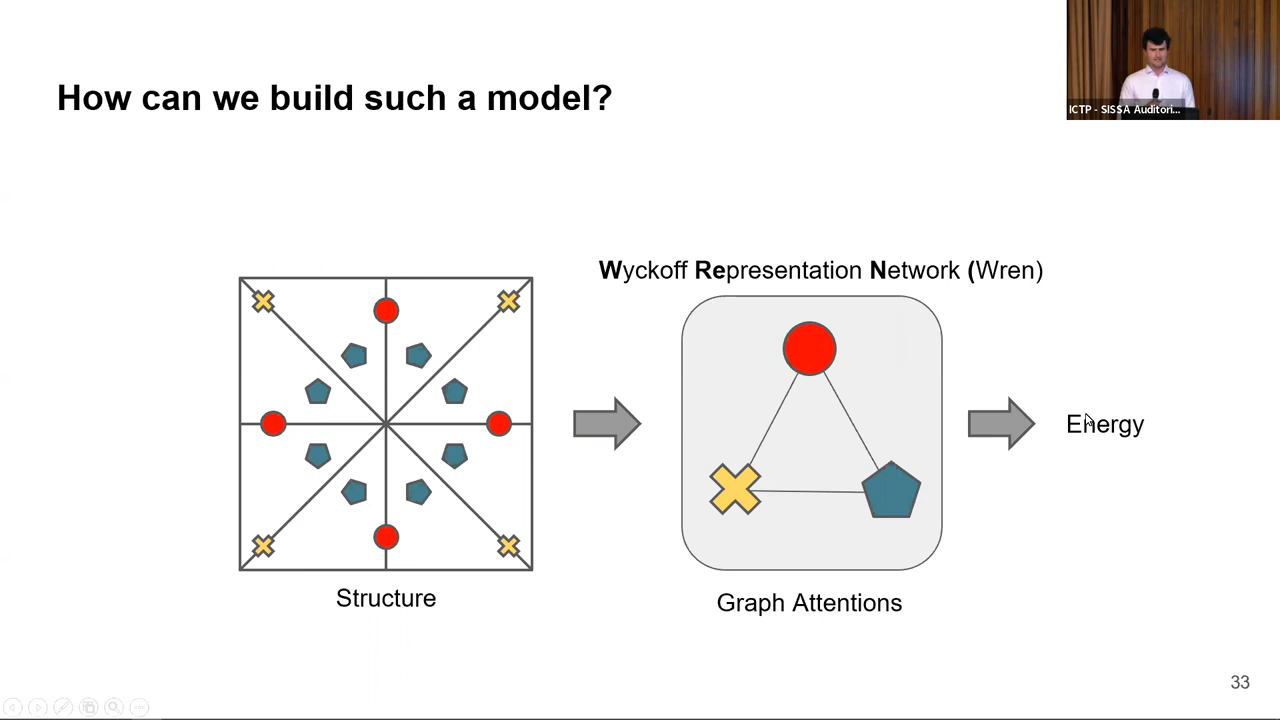 How can we build such a model?
ICTP - SISSA Auditori...
Wyckoff Representation Network (Wren)
Energy
Structure
Graph Attentions
33